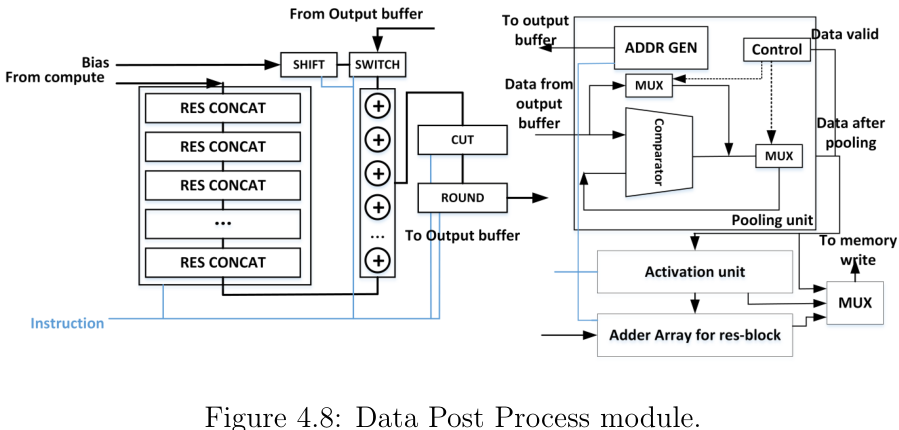 From Output buffer
Bias
From compute
SHIFT
SWITCH
RES CONCAT
RES CONCAT
RES CONCAT
...
RES CONCAT
+
+
+
+
...
+
CUT
ROUND
To Output buffer
Instruction
To output
buffer
ADDR GEN
Control
Data valid
MUX
Data from
output
buffer
Comparator
MUX
Data after
pooling
Pooling unit
To memory
write
Activation unit
MUX
Adder Array for res-block
Figure 4.8: Data Post Process module.